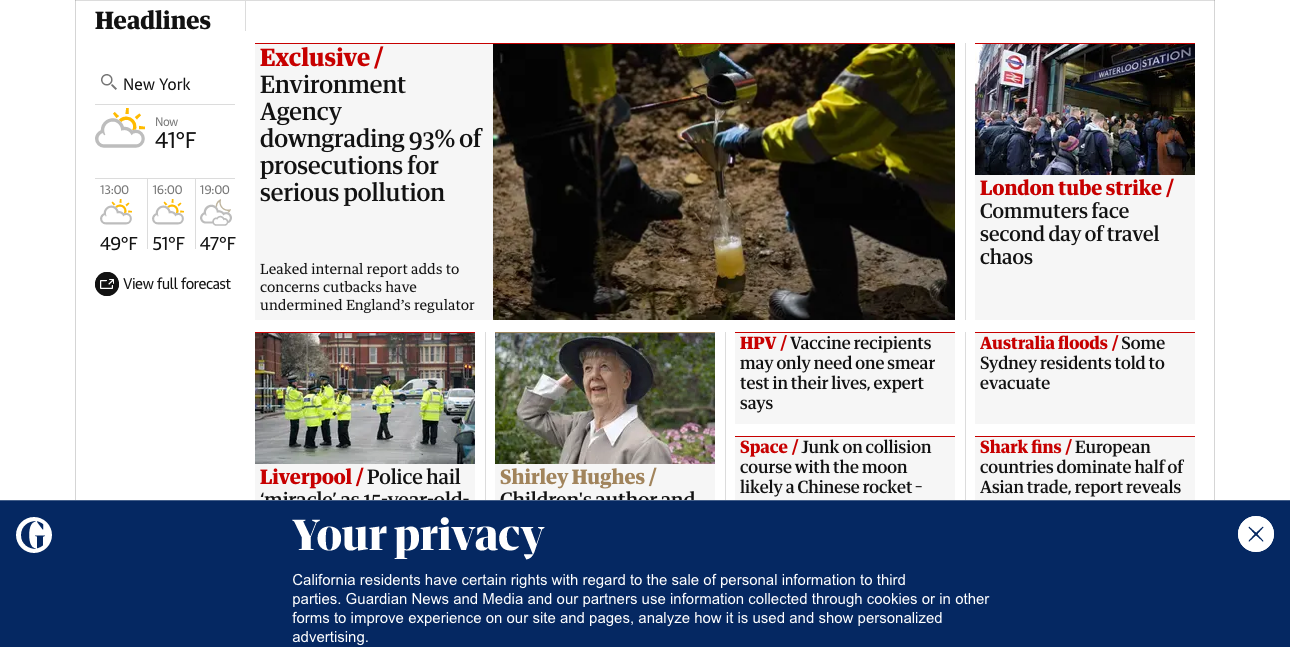 Headlines
New York
Now
41°F
13:00
16:00
19:00
49°F
51°F
47°F
View full forecast
Exclusive /
Environment
Agency
downgrading 93% of
prosecutions for
serious pollution
Leaked internal report adds to
concerns cutbacks have
undermined England's regulator
WATERLOO STATION
London tube strike /
Commuters face
second day of travel
chaos
Liverpool / Police hail
'miracle' as 15-year-old-
Shirley Hughes /
Children's author and
HPV / Vaccine recipients
may only need one smear
test in their lives, expert
says
Space / Junk on collision
course with the moon
likely a Chinese rocket –
Australia floods / Some
Sydney residents told to
evacuate
Shark fins / European
countries dominate half of
Asian trade, report reveals
Your privacy
California residents have certain rights with regard to the sale of personal information to third
parties. Guardian News and Media and our partners use information collected through cookies or in other
forms to improve experience on our site and pages, analyze how it is used and show personalized
advertising.